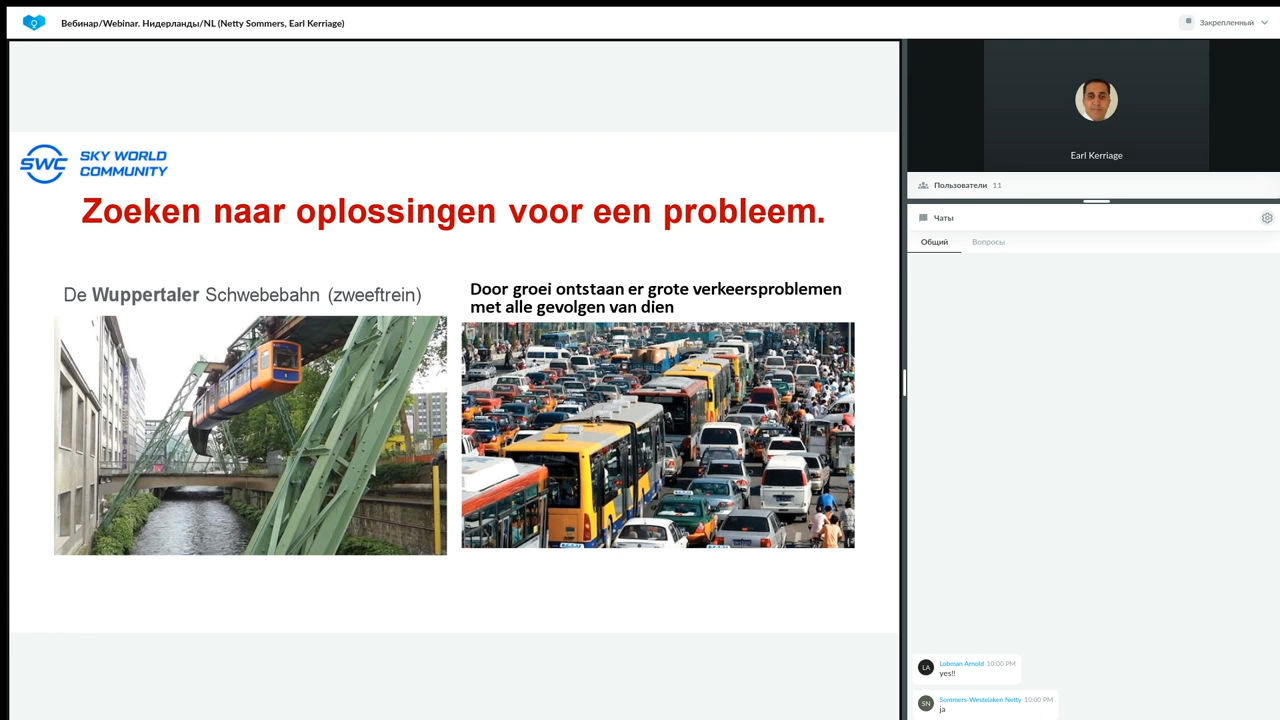 Вебинар/Webinar. Нидерланды/NL (Netty Sommers, Earl Kerriage)
Закрепленный
SWC
SKY WORLD
COMMUNITY
Zoeken naar oplossingen voor een probleem.
De Wuppertaler Schwebebahn (zweeftrein)
Door groei ontstaan er grote verkeersproblemen
met alle gevolgen van dien
Earl Kerriage
Пользователи 11
Чаты
Общий Вопросы
LA
Lobman Arnold 10:00 PM
yes!!
SN
Sommers-Westelaken Netty 10:00 PM
ja